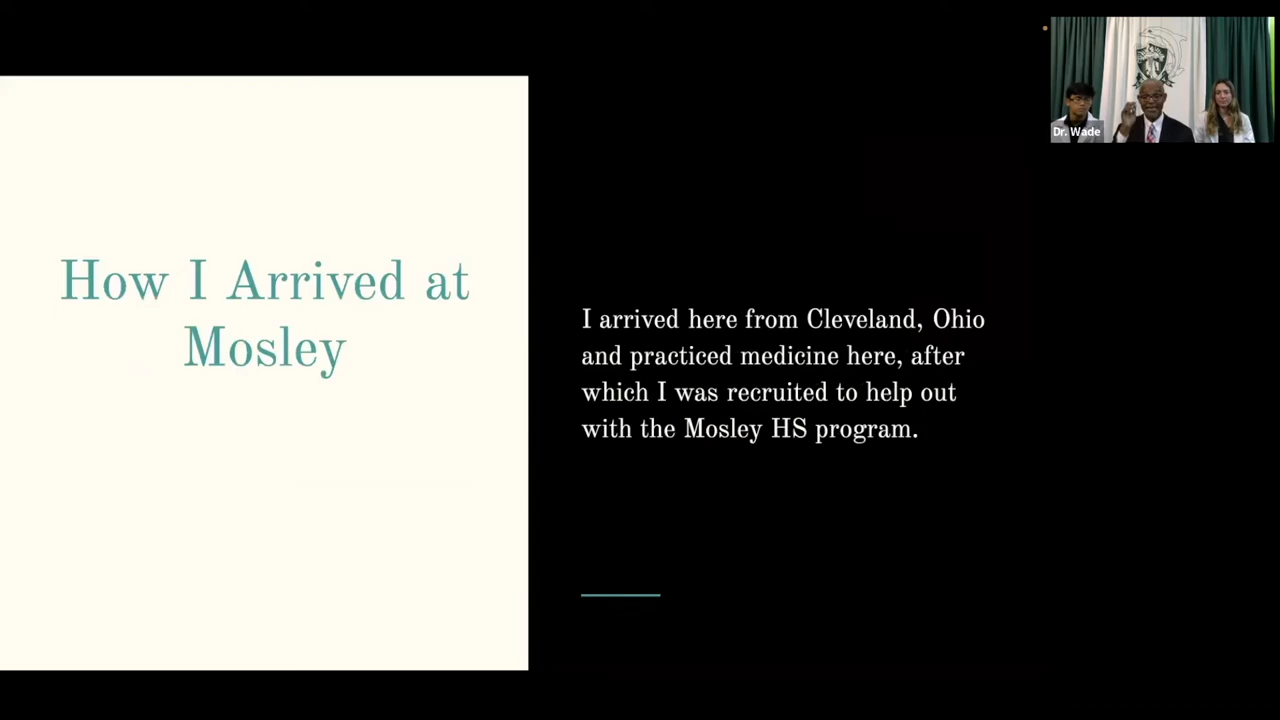 How I Arrived at
Mosley
I arrived here from Cleveland, Ohio
and practiced medicine here, after
which I was recruited to help out
with the Mosley HS program.
Dr. Wade